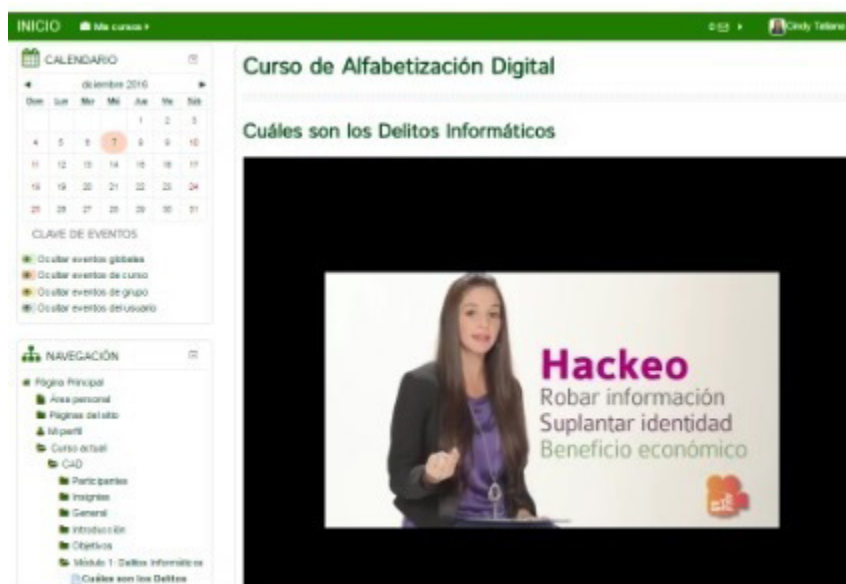 INICIO
Mis cursos
Cindy Tellano
CALENDARIO
diciembre 2016
Dom Lun Mar Mié Jue Vie Sáb
1 2 3
4 5 6 7 8 9 10
11 12 13 14 15 16 17
18 19 20 21 22 23 24
25 26 27 28 29 30 31
CLAVE DE EVENTOS
Ocultar eventos globales
Ocultar eventos de curso
Ocultar eventos de grupo
Ocultar eventos del usuario
NAVEGACIÓN
Página Principal
Área personal
Páginas del sitio
Mi perfil
Curso actual
CAD
Participantes
Insignias
General
Introducción
Objetivos
Módulo 1: Delitos Informáticos
Cuáles son los Delitos
Curso de Alfabetización Digital
Cuáles son los Delitos Informáticos
Hackeo
Robar información
Suplantar identidad
Beneficio económico